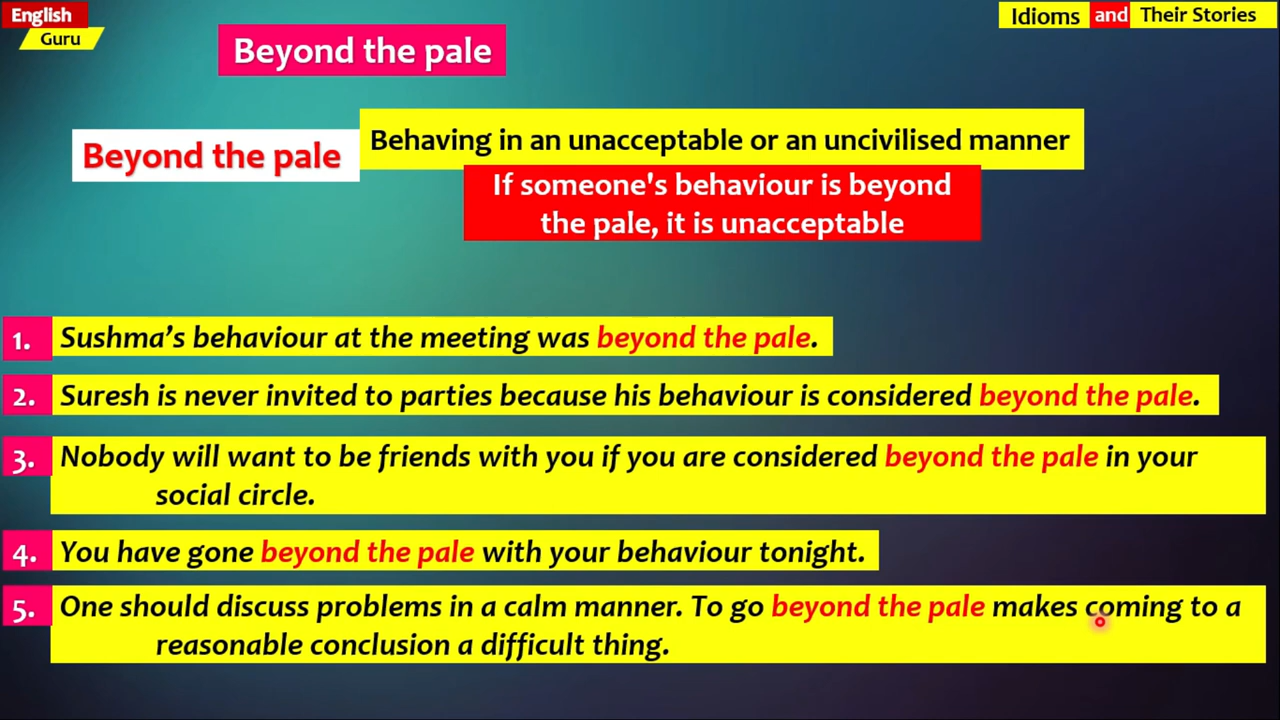 English
Guru
Idioms and Their Stories
Beyond the pale
Beyond the pale
Behaving in an unacceptable or an uncivilised manner
If someone's behaviour is beyond
the pale, it is unacceptable
1. Sushma’s behaviour at the meeting was beyond the pale.
2. Suresh is never invited to parties because his behaviour is considered beyond the pale.
3. Nobody will want to be friends with you if you are considered beyond the pale in your
social circle.
4. You have gone beyond the pale with your behaviour tonight.
5. One should discuss problems in a calm manner. To go beyond the pale makes coming to a
reasonable conclusion a difficult thing.